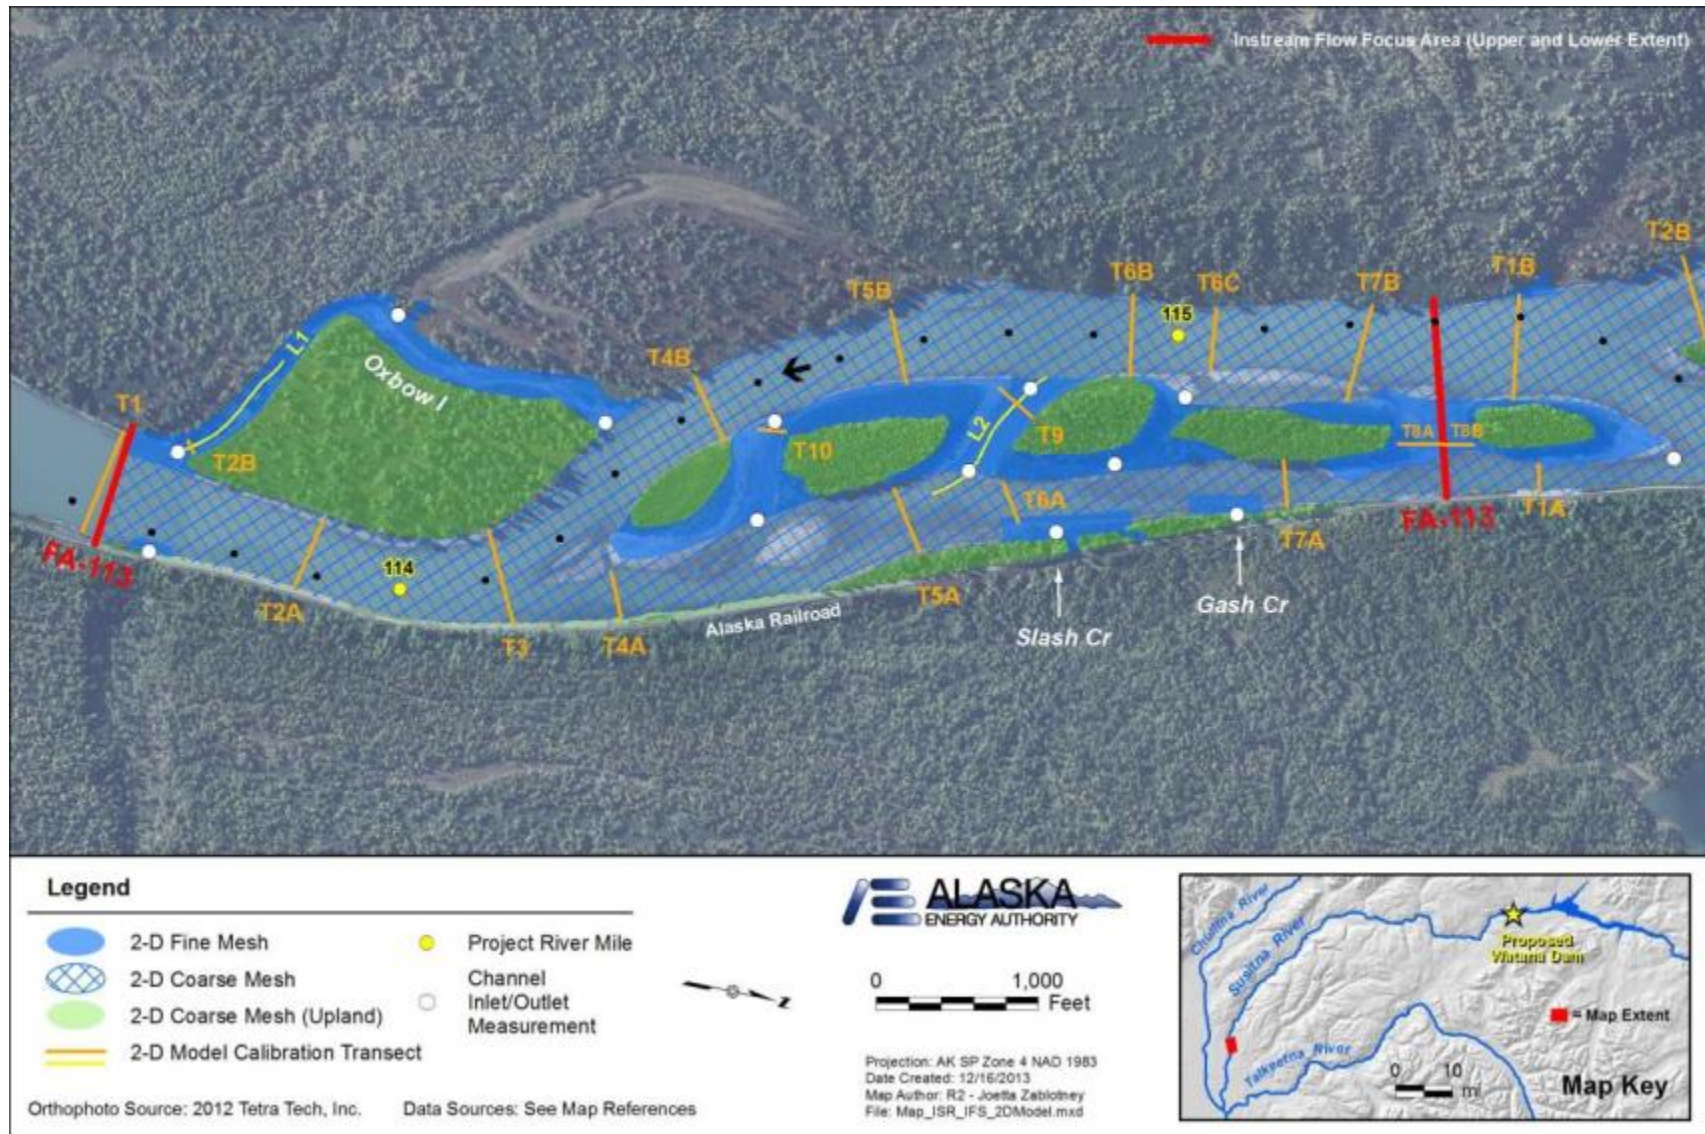 Instream Flow Focus Area (Upper and Lower Extent)
T2B
T1B
T6B
T6C
T7B
T5B
115
L1
T4B
Oxbow I
T1
L2
T9
T8A
T8B
T10
T2B
T6A
FA-113
T1A
T7A
FA-113
114
T5A
T2A
Gash Cr
Alaska Railroad
Slash Cr
T3
T4A
Legend
2-D Fine Mesh
2-D Coarse Mesh
2-D Coarse Mesh (Upland)
2-D Model Calibration Transect
Project River Mile
Channel
Inlet/Outlet
Measurement
Orthophoto Source: 2012 Tetra Tech, Inc.
Data Sources: See Map References
Z
ALASKA
ENERGY AUTHORITY
0 1,000
Feet
Projection: AK SP Zone 4 NAD 1983
Date Created: 12/16/2013
Map Author: R2 - Joetta Zablotney
File: Map_ISR_IFS_2DModel.mxd
Chulitna River
Susitna River
Proposed
Watana Dam
= Map Extent
Talkeetna River
0 10
mi
Map Key